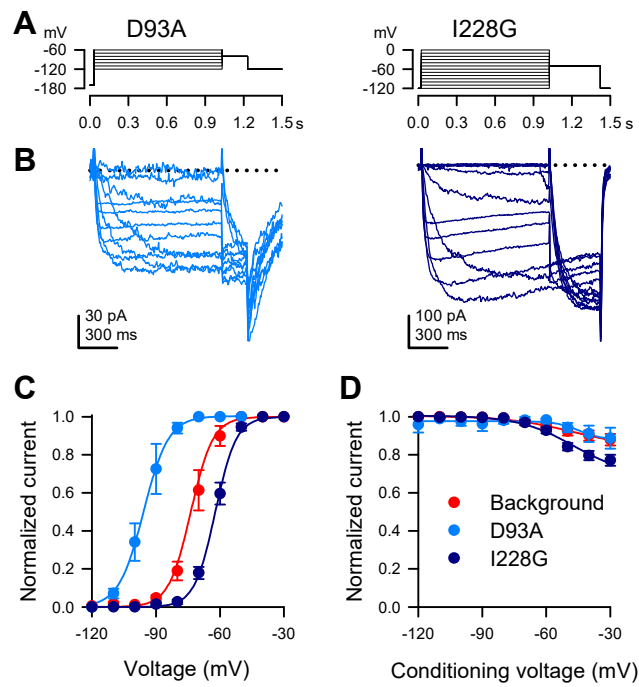 A
D93A
I228G
mV
-60
-120
-180
0.0 0.3 0.6 0.9 1.2 1.5 s
mV
0
-60
-120
0.0 0.3 0.6 0.9 1.2 1.5 s
B
30 pA
300 ms
100 pA
300 ms
C
Normalized current
1.0
0.8
0.6
0.4
0.2
0.0
-120 -90 -60 -30
Voltage (mV)
D
Normalized current
1.0
0.8
0.6
0.4
0.2
0.0
Background
D93A
I228G
-120 -90 -60 -30
Conditioning voltage (mV)